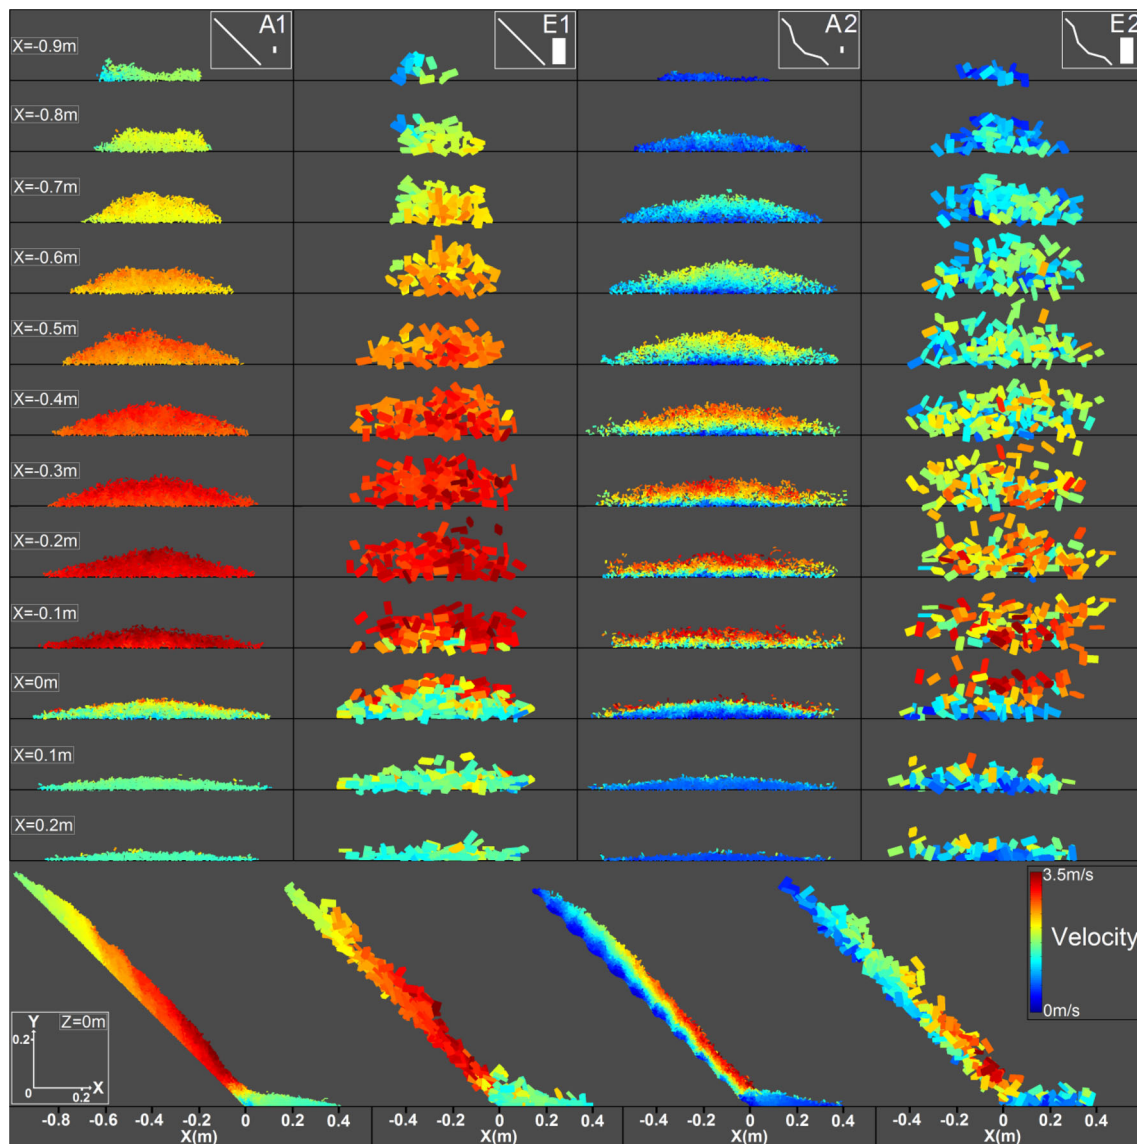 A1
E1
A2
E2
X=-0.9m
X=-0.8m
X=-0.7m
X=-0.6m
X=-0.5m
X=-0.4m
X=-0.3m
X=-0.2m
X=-0.1m
X=0m
X=0.1m
X=0.2m
3.5m/s
Velocity
0m/s
Y
Z=0m
0.2
X
0
0.2
-0.8 -0.6 -0.4 -0.2 0 0.2 0.4 -0.4 -0.2 0 0.2 0.4 -0.4 -0.2 0 0.2 0.4 -0.4 -0.2 0 0.2 0.4
X(m) X(m) X(m) X(m)